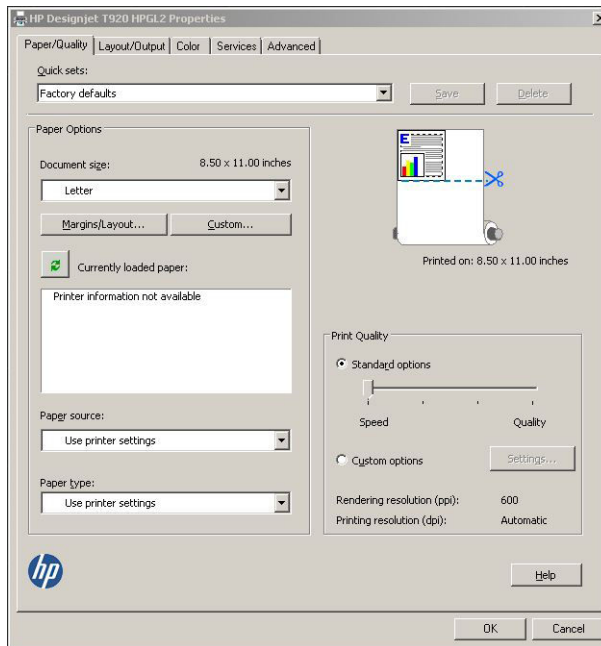 HP Designjet T920 HPGL2 Properties
Paper/Quality Layout/Output Color Services Advanced
Quick sets:
Factory defaults
Save Delete
Paper Options
Document size: 8.50 x 11.00 inches
Letter
Margins/Layout... Custom...
Currently loaded paper:
Printer information not available
Paper source:
Use printer settings
Paper type:
Use printer settings
E
Printed on: 8.50 x 11.00 inches
Print Quality
Standard options
Speed Quality
Custom options Settings...
Rendering resolution (ppi): 600
Printing resolution (dpi): Automatic
hp
Help
OK Cancel